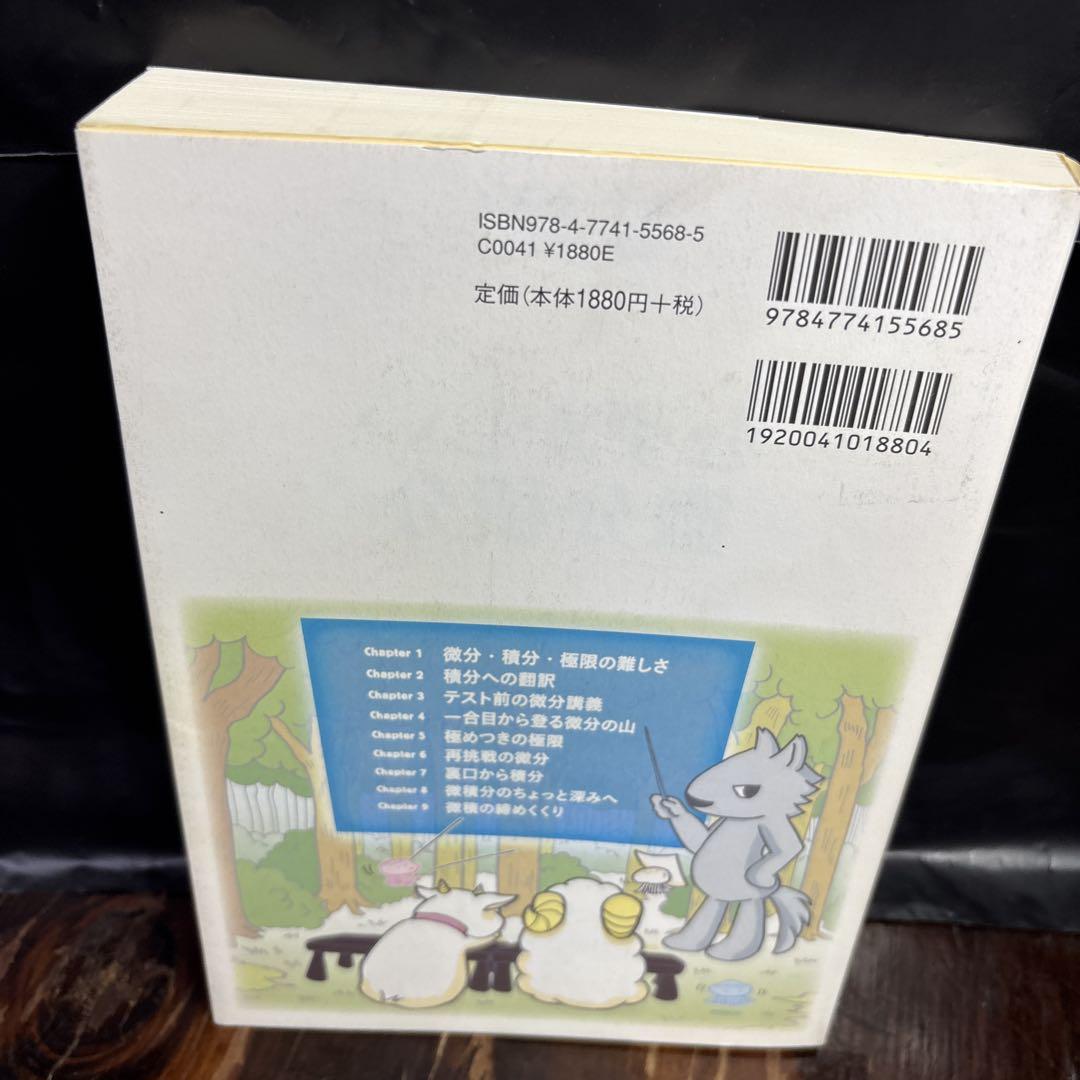 ISBN978-4-7741-5568-5
C0041 ¥1880E
定価(本体1880円+税)
9784774155685
1920041018804
Chapter 1 微分・積分・極限の難しさ
Chapter 2 積分への翻訳
Chapter 3 テスト前の微分講義
Chapter 4 一合目から登る微分の山
Chapter 5 極めつきの極限
Chapter 6 再挑戦の微分
Chapter 7 裏口から積分
Chapter 8 微積分のちょっと深みへ
Chapter 9 微積の締めくくり